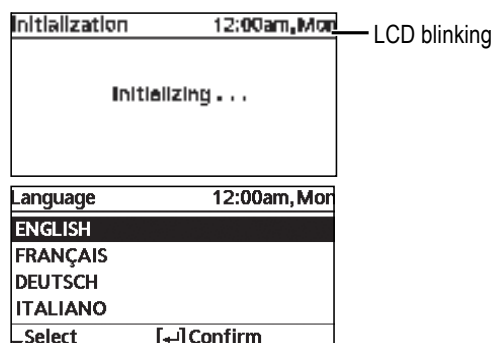 Initialization 12:00am,Mon
LCD blinking
Initializing...
Language 12:00am,Mon
ENGLISH
FRANÇAIS
DEUTSCH
ITALIANO
Select [↵] Confirm